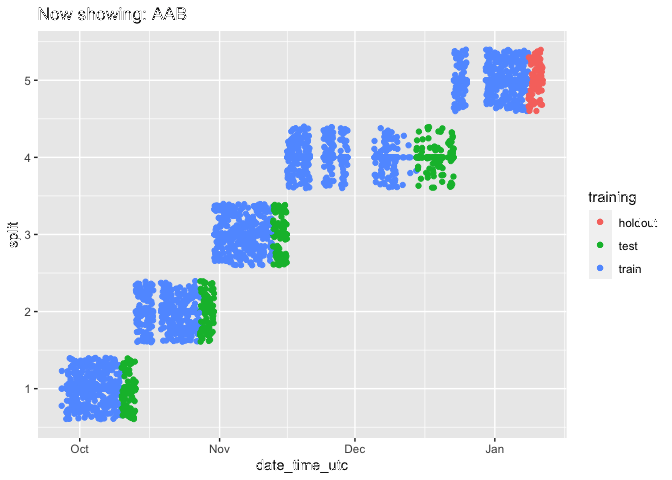 Now showing: AAB
5
4
3
2
1
split
Oct
Nov
Dec
Jan
date_time_utc
training
holdout
test
train